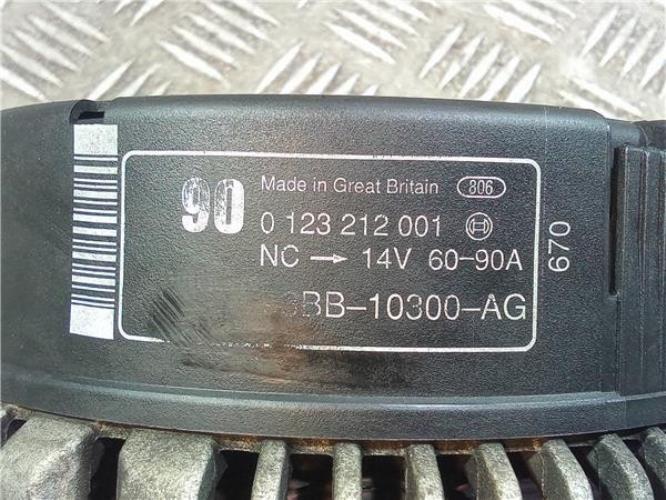 90
Made in Great Britain 806
0 123 212 001
NC → 14V 60-90A
BB-10300-AG
670